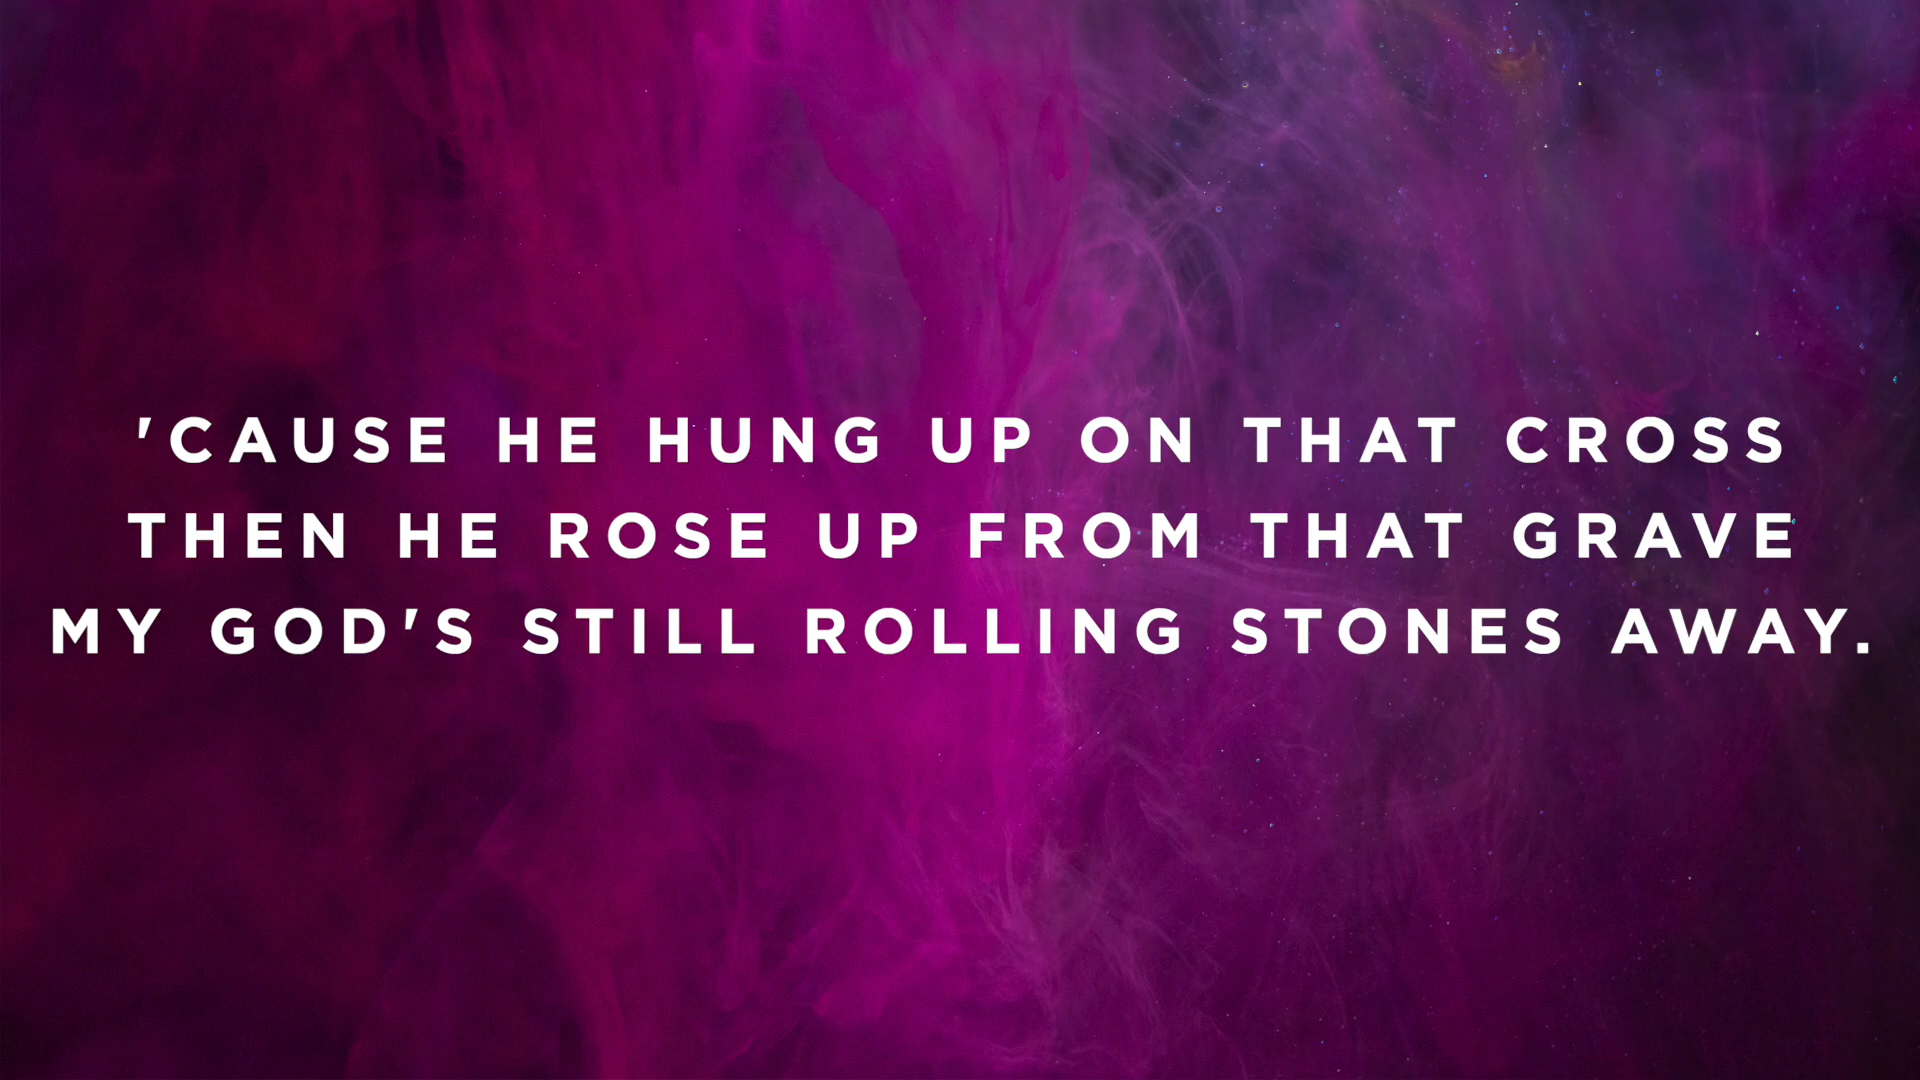 'CAUSE HE HUNG UP ON THAT CROSS
THEN HE ROSE UP FROM THAT GRAVE
MY GOD'S STILL ROLLING STONES AWAY.